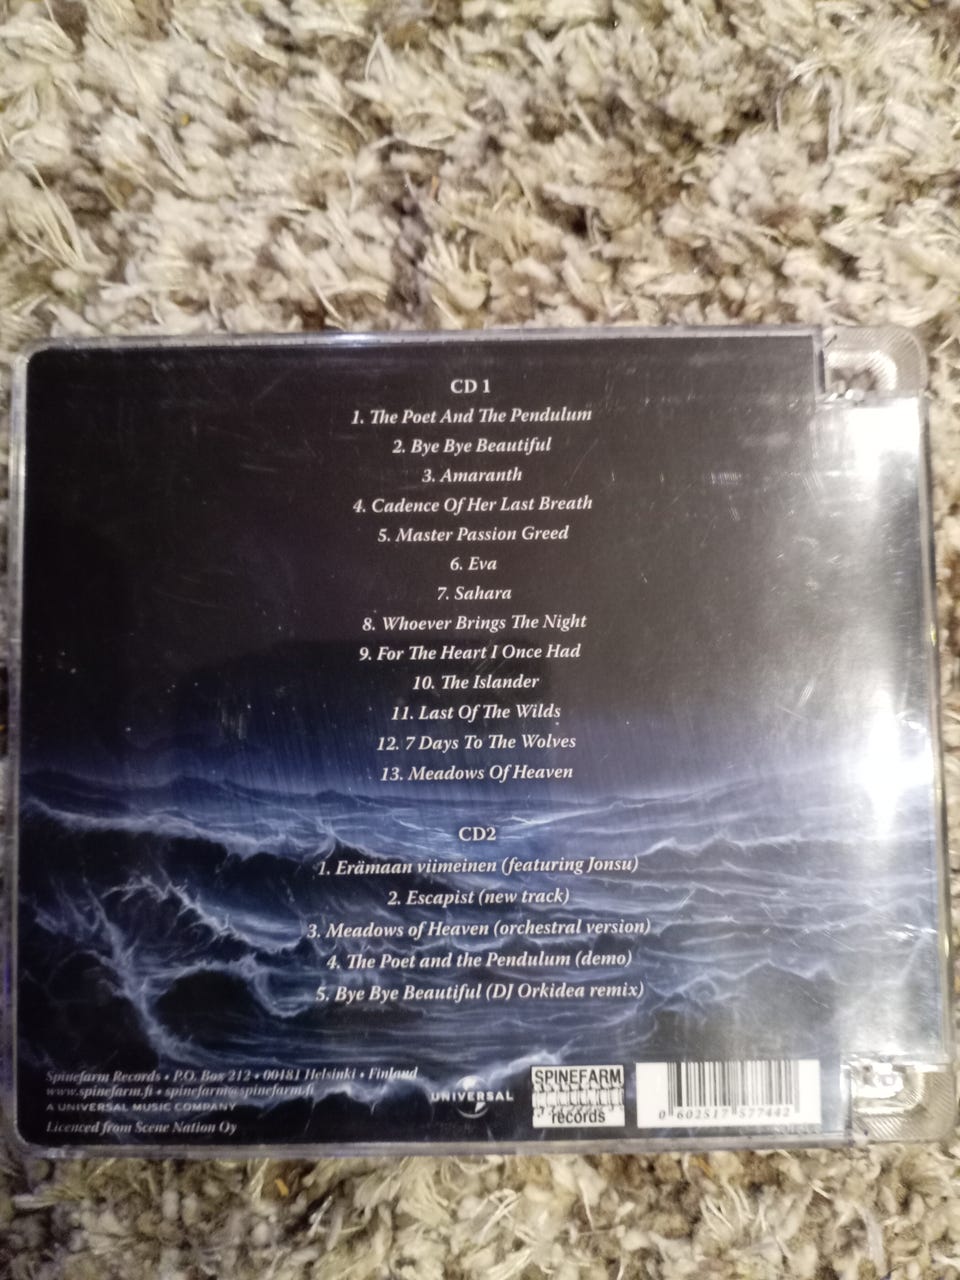 CD 1
1. The Poet And The Pendulum
2. Bye Bye Beautiful
3. Amaranth
4. Cadence Of Her Last Breath
5. Master Passion Greed
6. Eva
7. Sahara
8. Whoever Brings The Night
9. For The Heart I Once Had
10. The Islander
11. Last Of The Wilds
12. 7 Days To The Wolves
13. Meadows Of Heaven
CD2
1. Erämaan viimeinen (featuring Jonsu)
2. Escapist (new track)
3. Meadows of Heaven (orchestral version)
4. The Poet and the Pendulum (demo)
5. Bye Bye Beautiful (DJ Orkidea remix)
Spinefarm Records • P.O. Box 212 • 00181 Helsinki • Finland
www.spinefarm.fi • spinefarm@spinefarm.fi
A UNIVERSAL MUSIC COMPANY
Licenced from Scene Nation Oy
UNIVERSAL
SPINEFARM
records
0 602517 577442